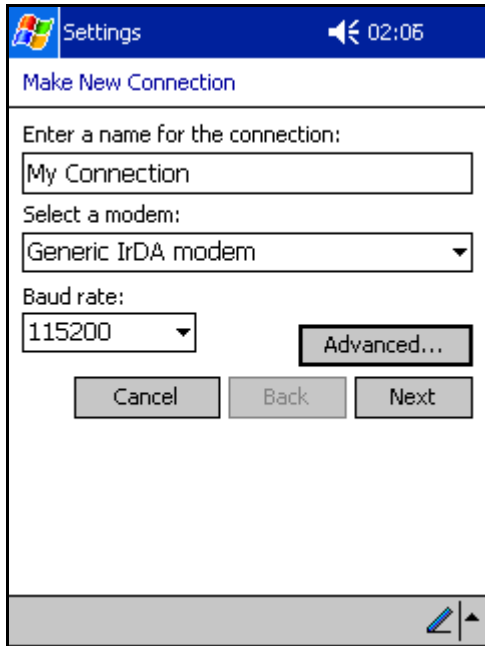 Settings 02:06
Make New Connection
Enter a name for the connection:
My Connection
Select a modem:
Generic IrDA modem
Baud rate:
115200
Advanced...
Cancel Back Next